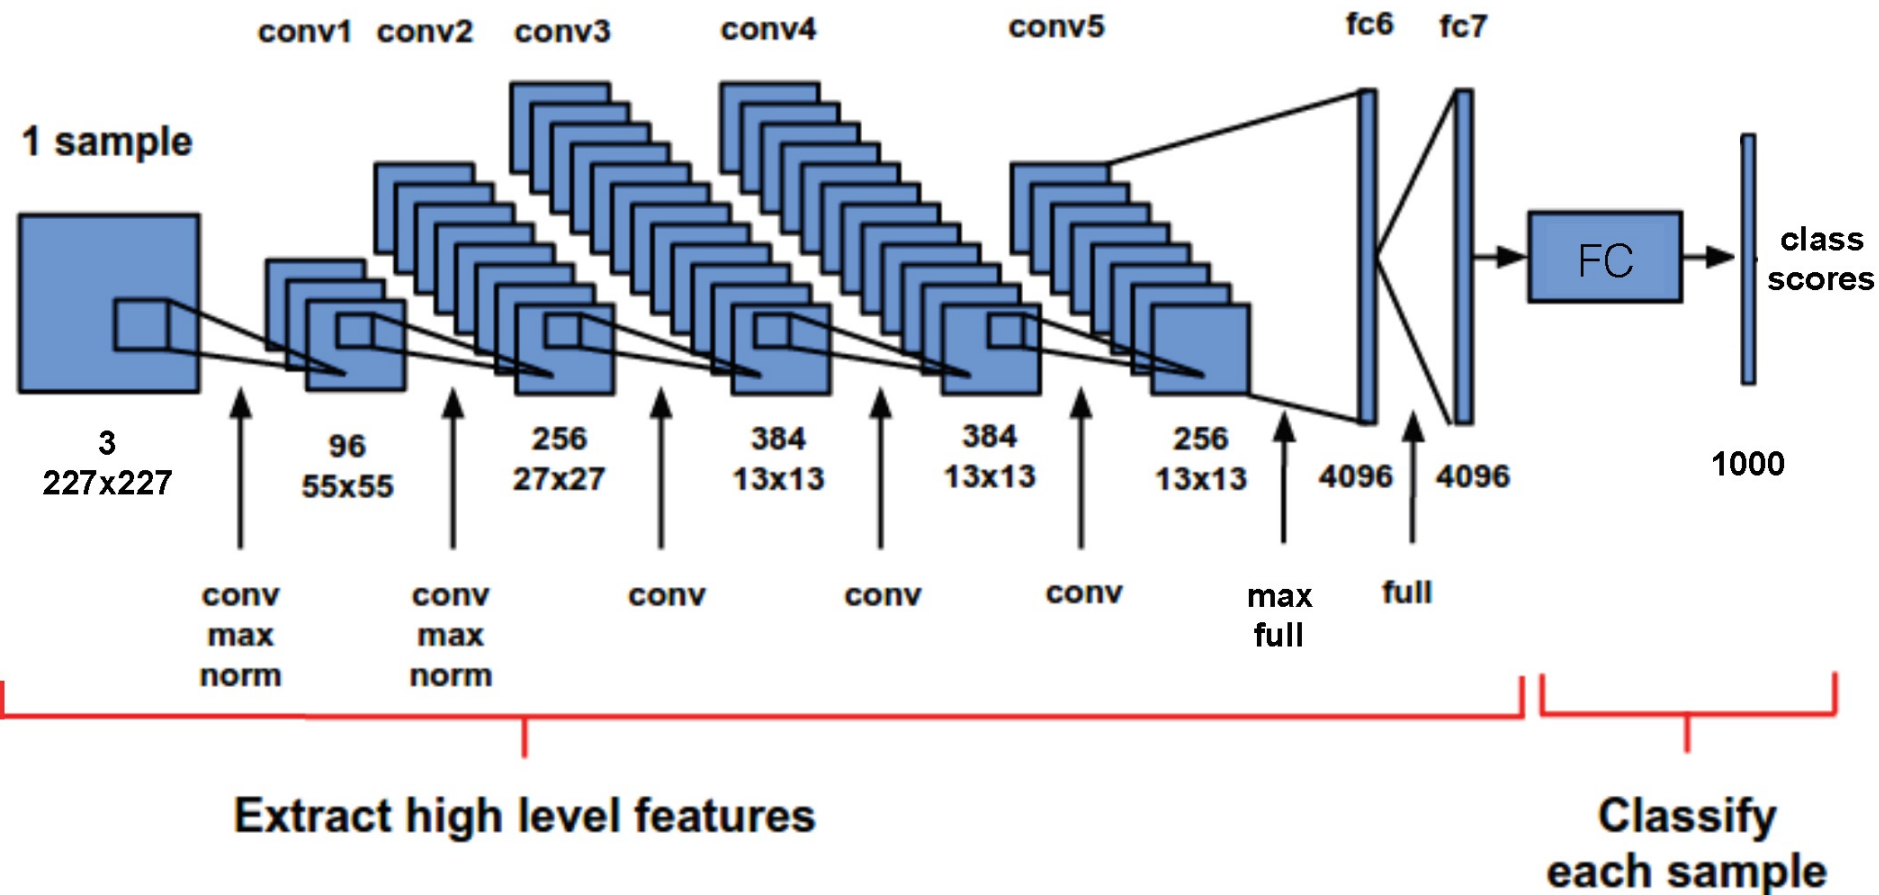 conv1 conv2 conv3 conv4 conv5 fc6 fc7
1 sample
FC
class
scores
3
227x227
96
55x55
256
27x27
384
13x13
384
13x13
256
13x13
4096
4096
1000
conv
max
norm
conv
max
norm
conv
conv
conv
max
full
full
Extract high level features
Classify
each sample